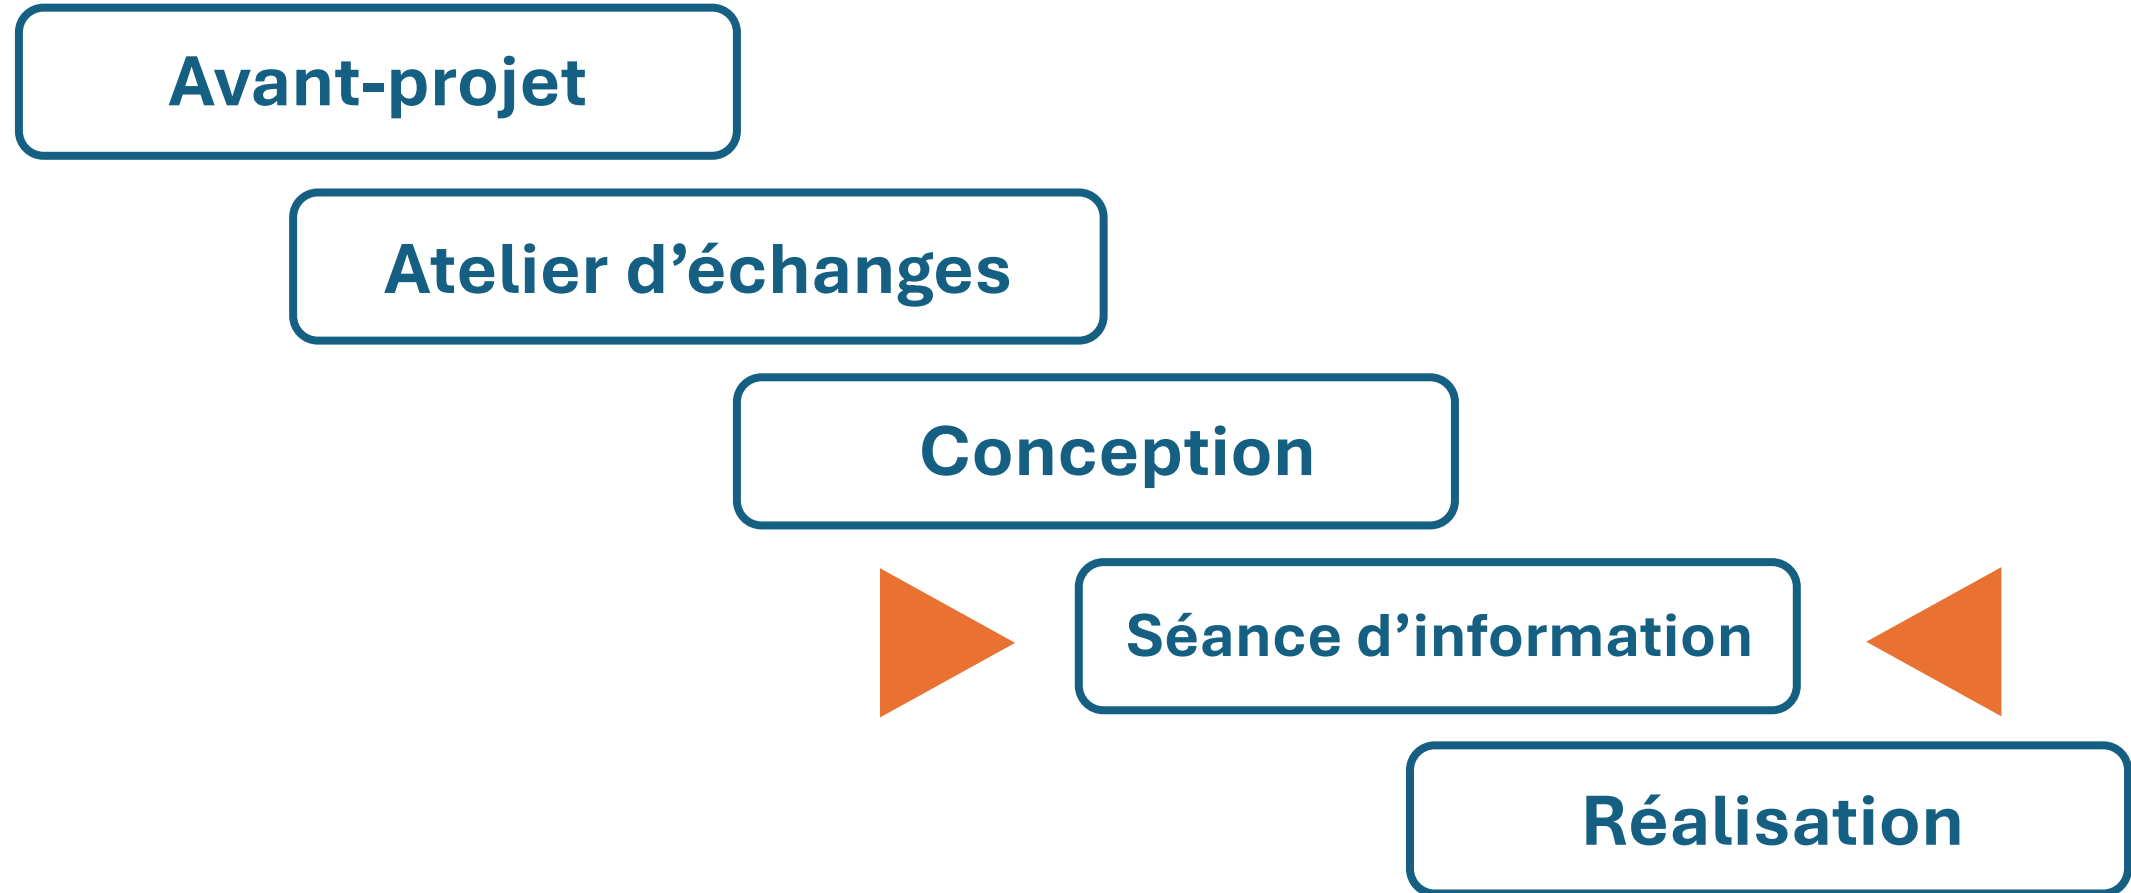 Avant-projet
Atelier d’échanges
Conception
Séance d’information
Réalisation